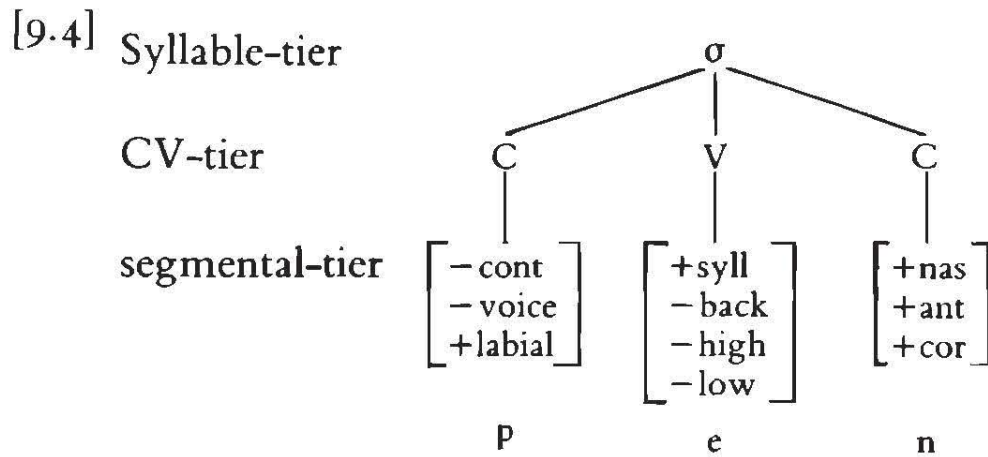 [9.4] Syllable-tier σ
CV-tier C V C
segmental-tier [−cont [+syll [+nas
−voice −back +ant
+labial] −high +cor]
−low]
p e n